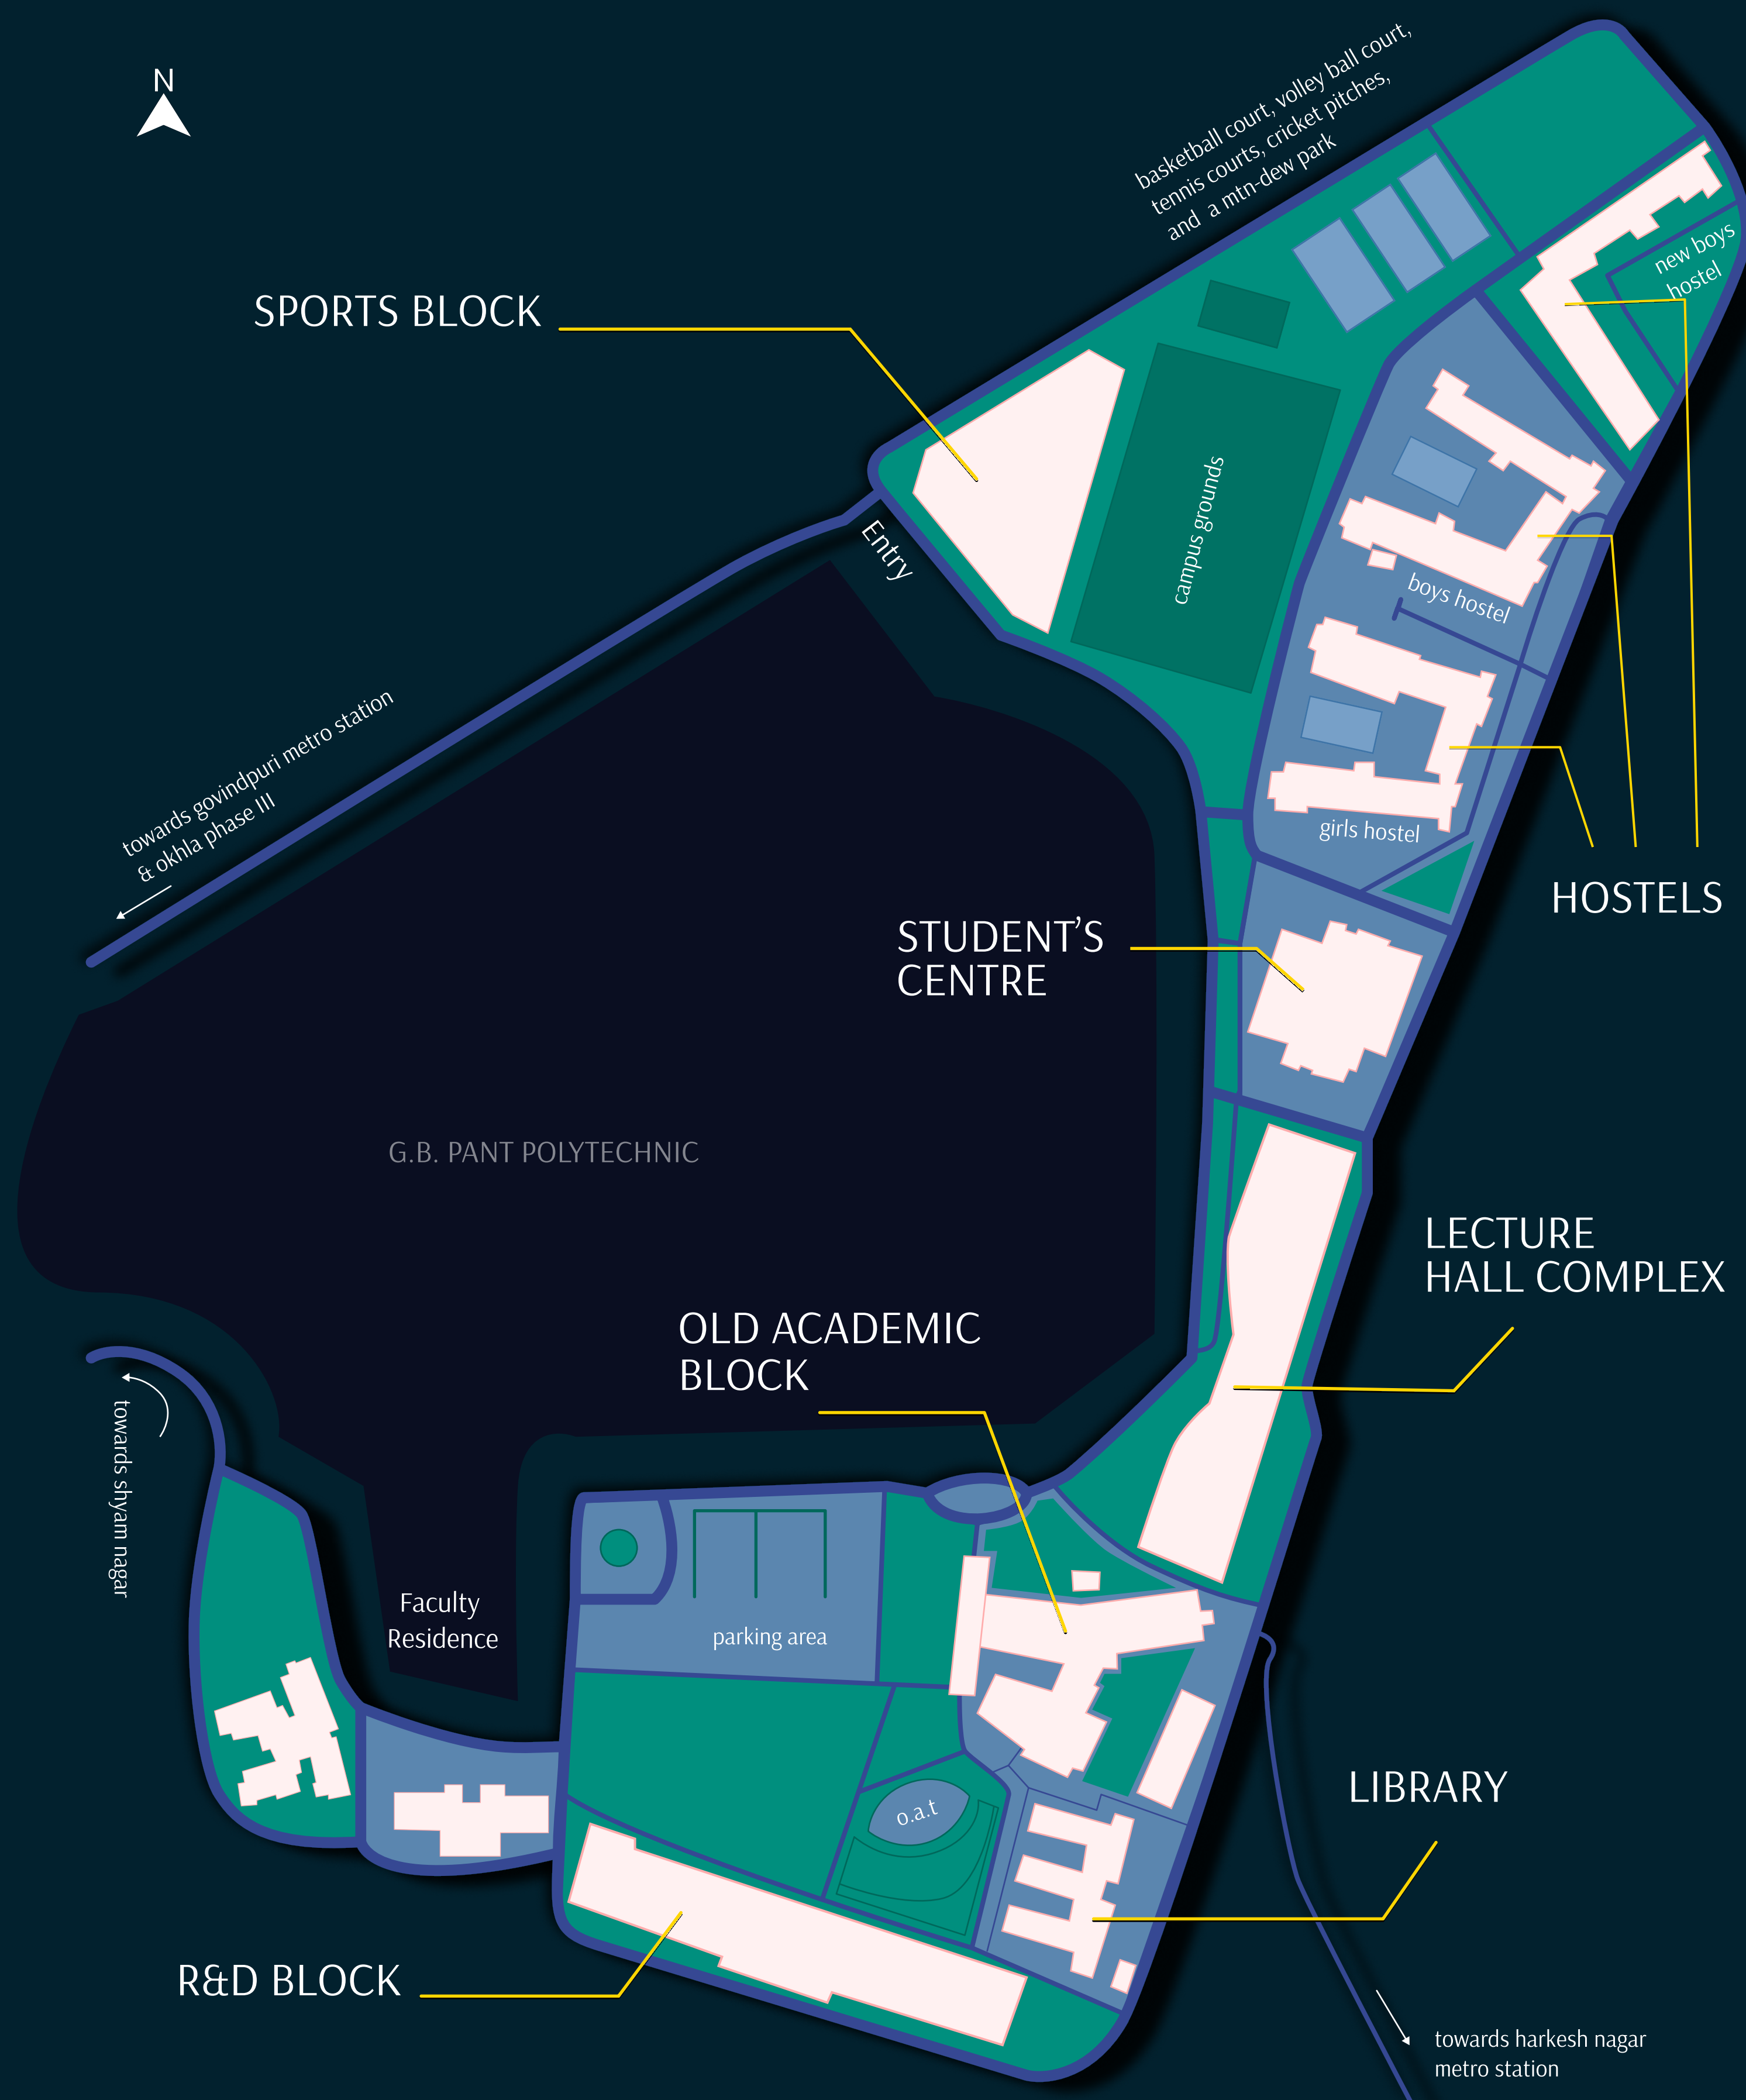 N
basketball court, volley ball court,
tennis courts, cricket pitches,
and a mtn-dew park
new boys
hostel
SPORTS BLOCK
campus grounds
Entry
boys hostel
towards govindpuri metro station
& okhla phase III
girls hostel
HOSTELS
STUDENT’S
CENTRE
G.B. PANT POLYTECHNIC
LECTURE
HALL COMPLEX
OLD ACADEMIC
BLOCK
towards shyam nagar
Faculty
Residence
parking area
LIBRARY
o.a.t
R&D BLOCK
towards harkesh nagar
metro station